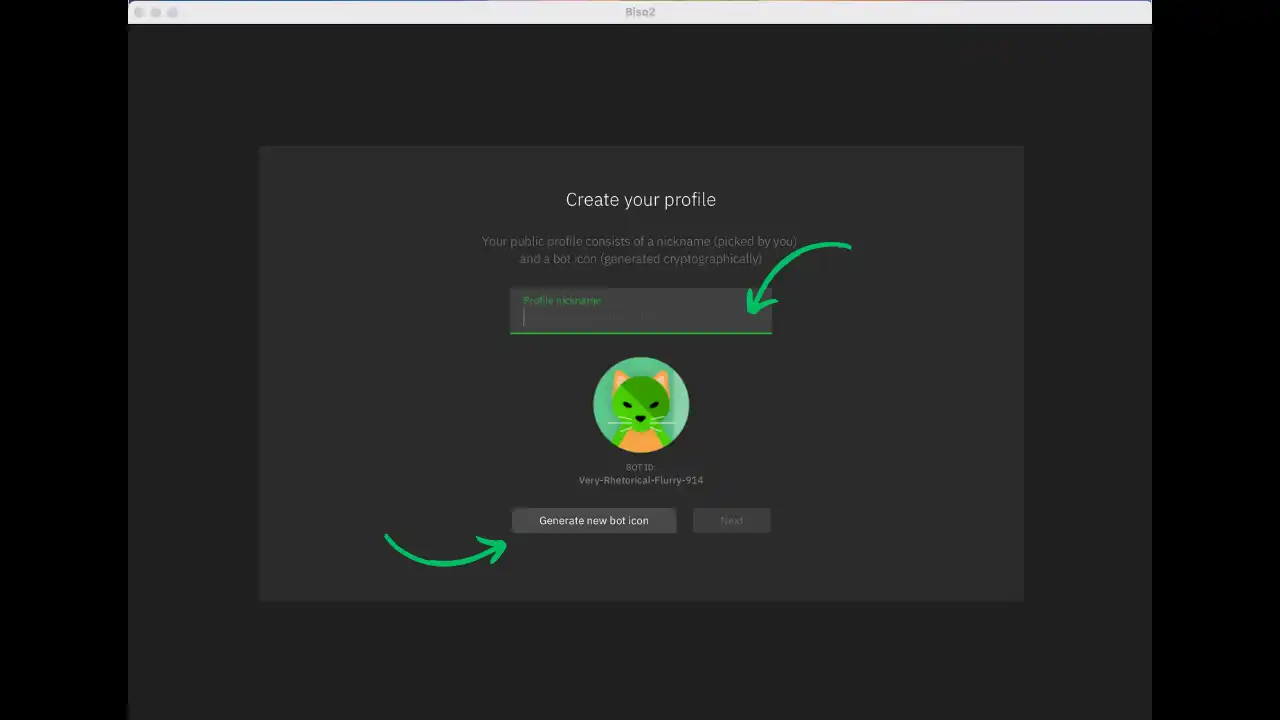 Bisq2
Create your profile
Your public profile consists of a nickname (picked by you)
and a bot icon (generated cryptographically)
Profile nickname
BOT ID:
Very-Rhetorical-Flurry-914
Generate new bot icon
Next